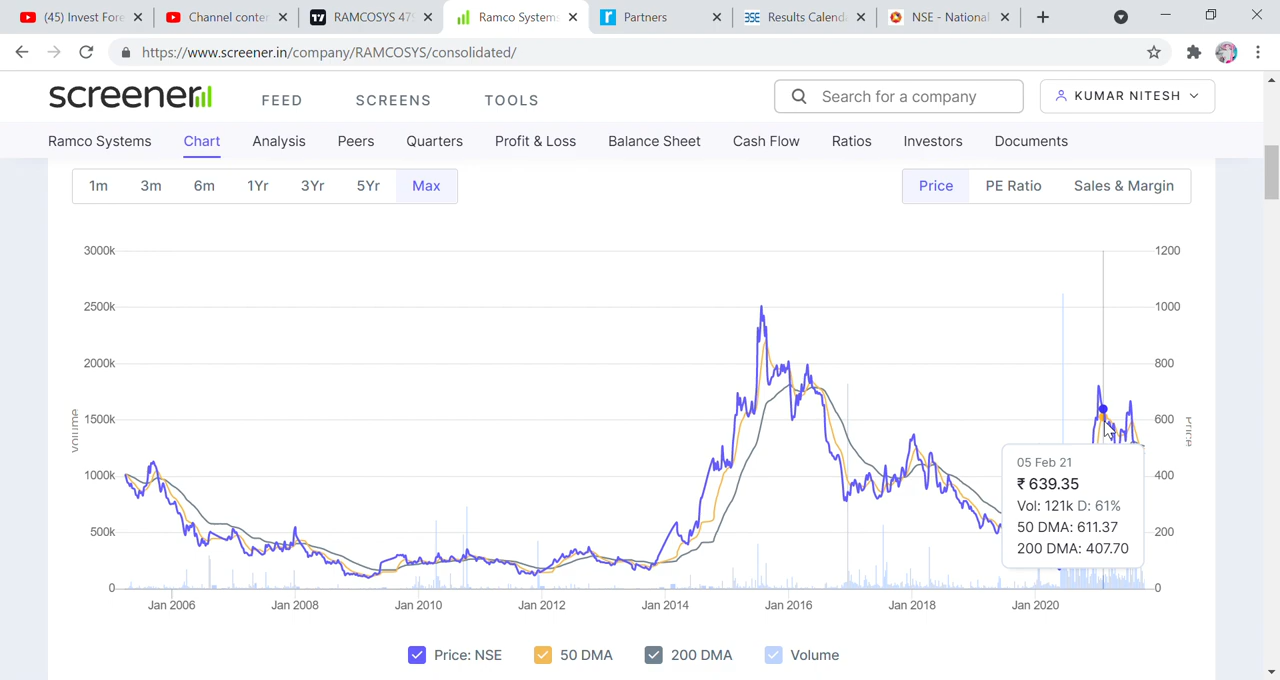 (45) Invest Fore
Channel conter
RAMCOSYS 475
Ramco Systems
Partners
Results Calenda
NSE - National
https://www.screener.in/company/RAMCOSYS/consolidated/
screener
FEED
SCREENS
TOOLS
Search for a company
KUMAR NITESH
Ramco Systems
Chart
Analysis
Peers
Quarters
Profit & Loss
Balance Sheet
Cash Flow
Ratios
Investors
Documents
1m 3m 6m 1Yr 3Yr 5Yr Max
Price PE Ratio Sales & Margin
3000k 1200
2500k 1000
2000k 800
1500k 600
Volume Price
1000k 400
500k 200
0 0
05 Feb 21
₹ 639.35
Vol: 121k D: 61%
50 DMA: 611.37
200 DMA: 407.70
Jan 2006 Jan 2008 Jan 2010 Jan 2012 Jan 2014 Jan 2016 Jan 2018 Jan 2020
Price: NSE 50 DMA 200 DMA Volume